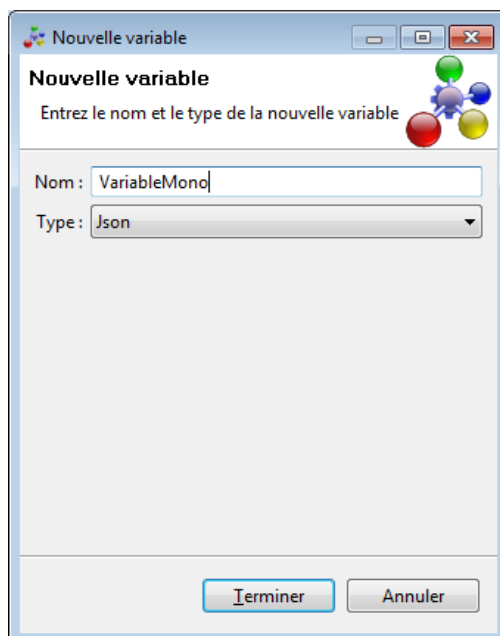 Nouvelle variable
Nouvelle variable
Entrez le nom et le type de la nouvelle variable
Nom : VariableMono
Type : Json
Terminer Annuler